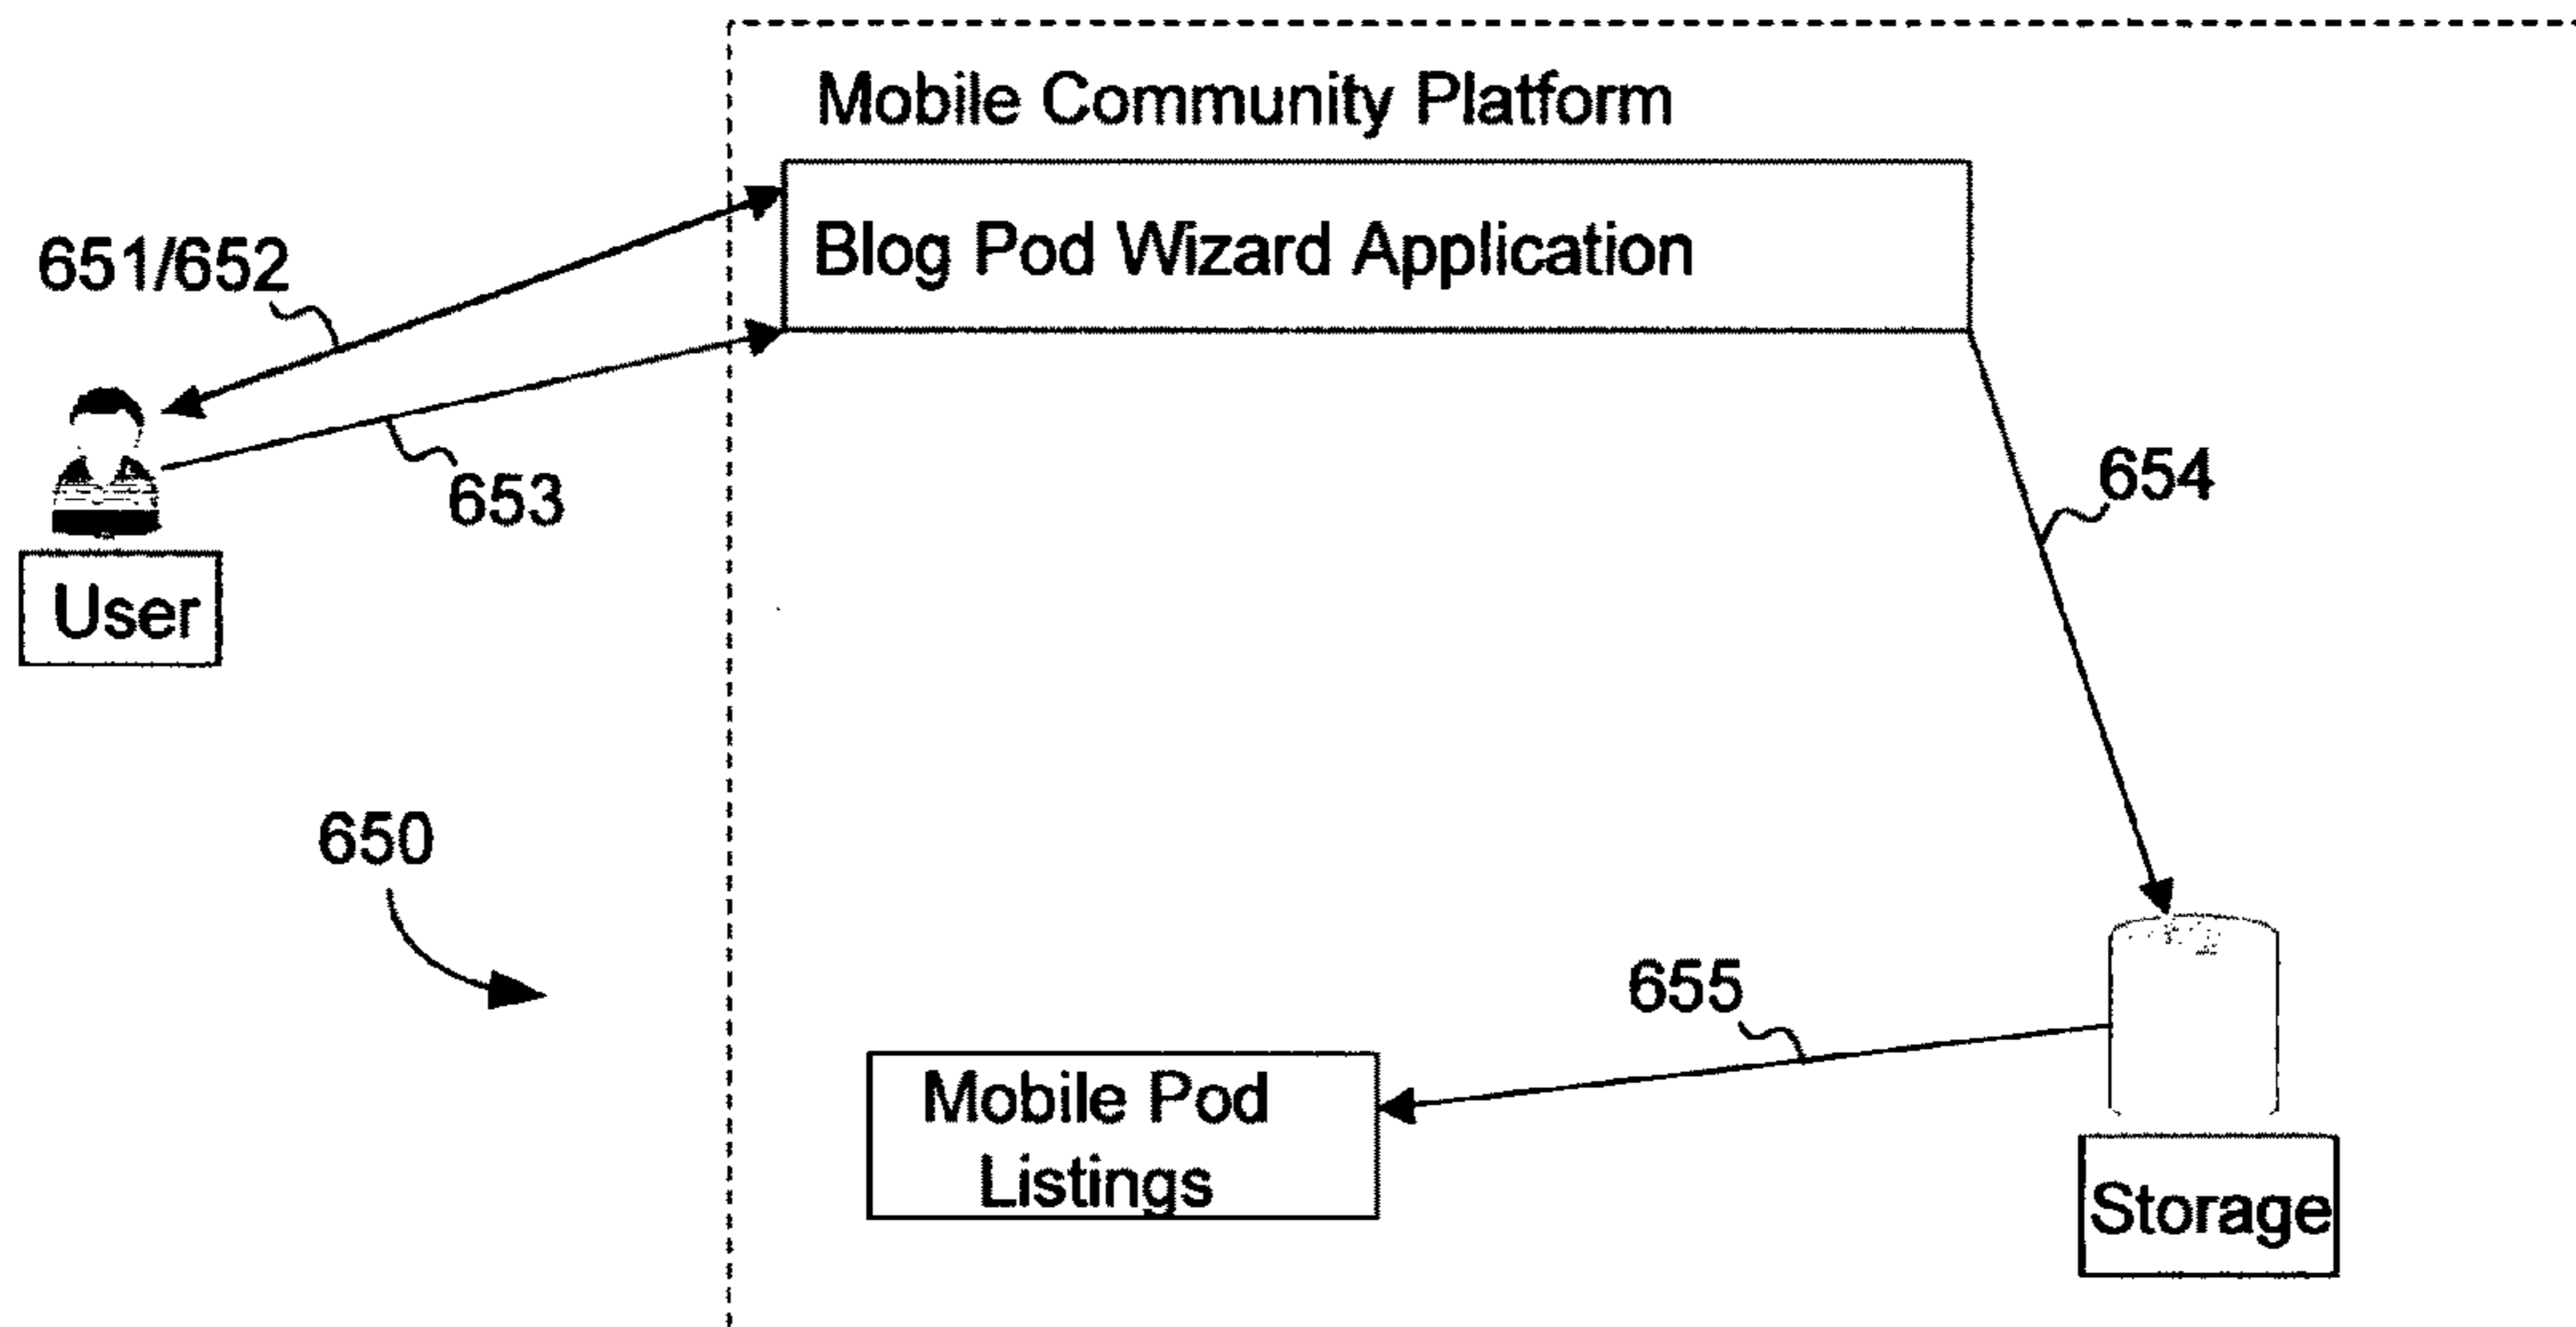 Mobile Community Platform
Blog Pod Wizard Application
651/652
653
User
654
650
655
Mobile Pod
Listings
Storage